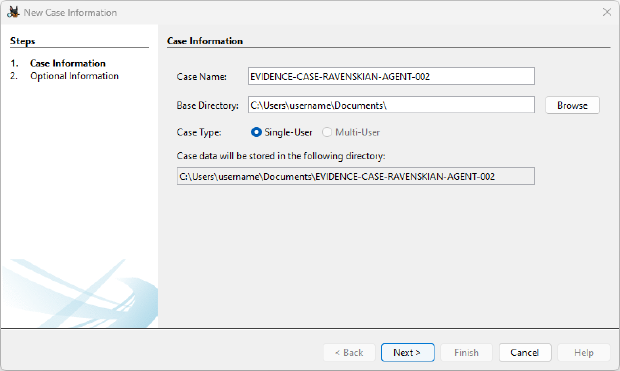 New Case Information
Steps
1. Case Information
2. Optional Information
Case Information
Case Name: EVIDENCE-CASE-RAVENSKIAN-AGENT-002
Base Directory: C:\Users\username\Documents\ Browse
Case Type: Single-User Multi-User
Case data will be stored in the following directory:
C:\Users\username\Documents\EVIDENCE-CASE-RAVENSKIAN-AGENT-002
< Back Next > Finish Cancel Help